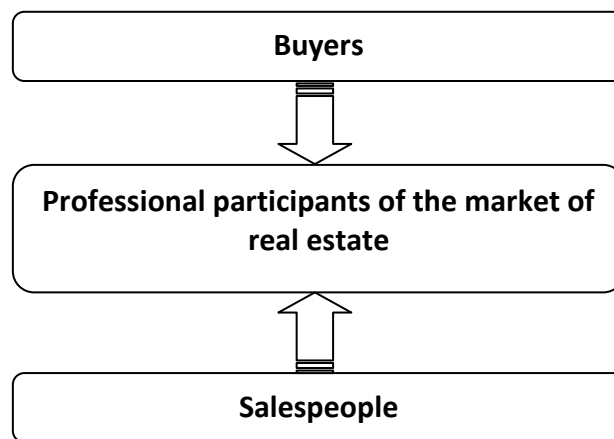 Buyers
Professional participants of the market of
real estate
Salespeople